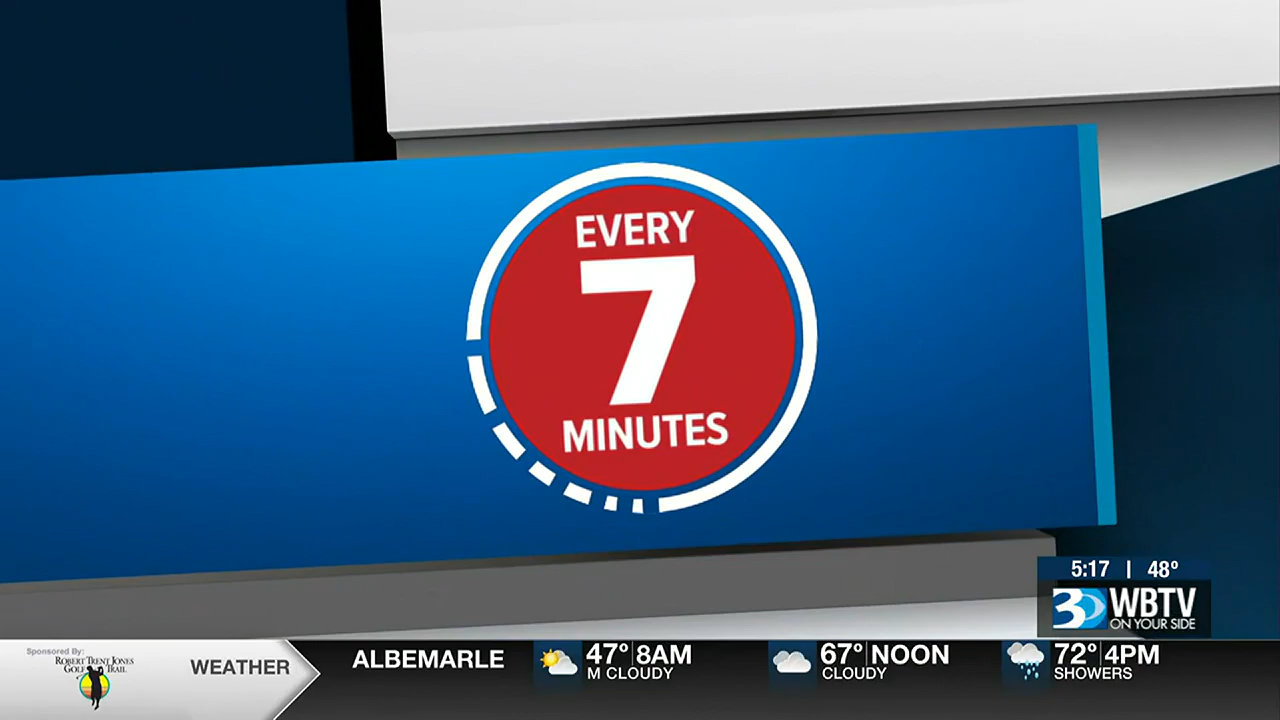 EVERY
7
MINUTES
5:17 | 48°
3 WBTV
ON YOUR SIDE
Sponsored By:
ROBERT TRENT JONES
GOLF TRAIL
WEATHER
ALBEMARLE
47° 8AM
M CLOUDY
67° NOON
CLOUDY
72° 4PM
SHOWERS